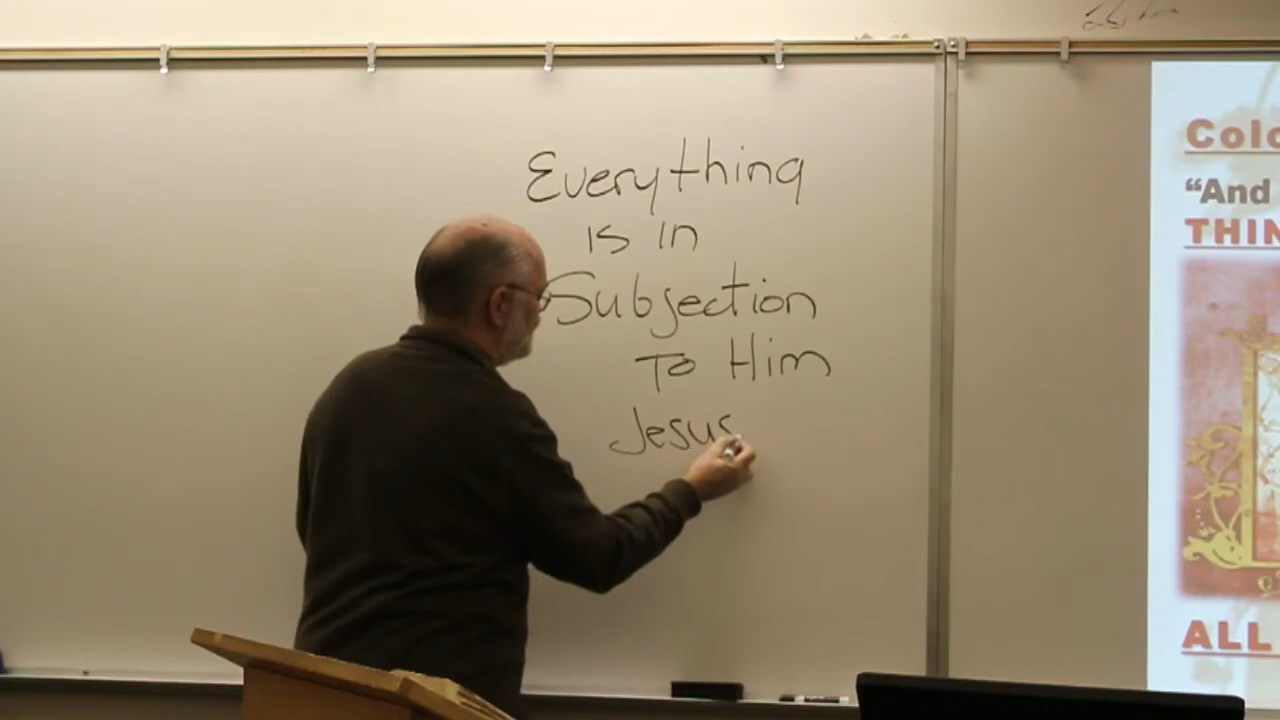 Everything
is in
Subjection
To Him
Jesus
Colo
“And
THIN
ALL